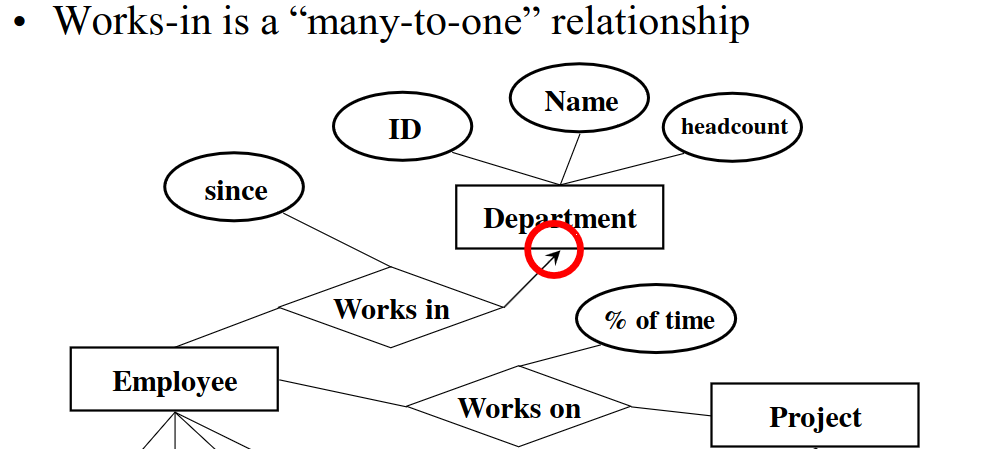 • Works-in is a “many-to-one” relationship
Name
ID
headcount
since
Department
Works in
% of time
Employee
Works on
Project